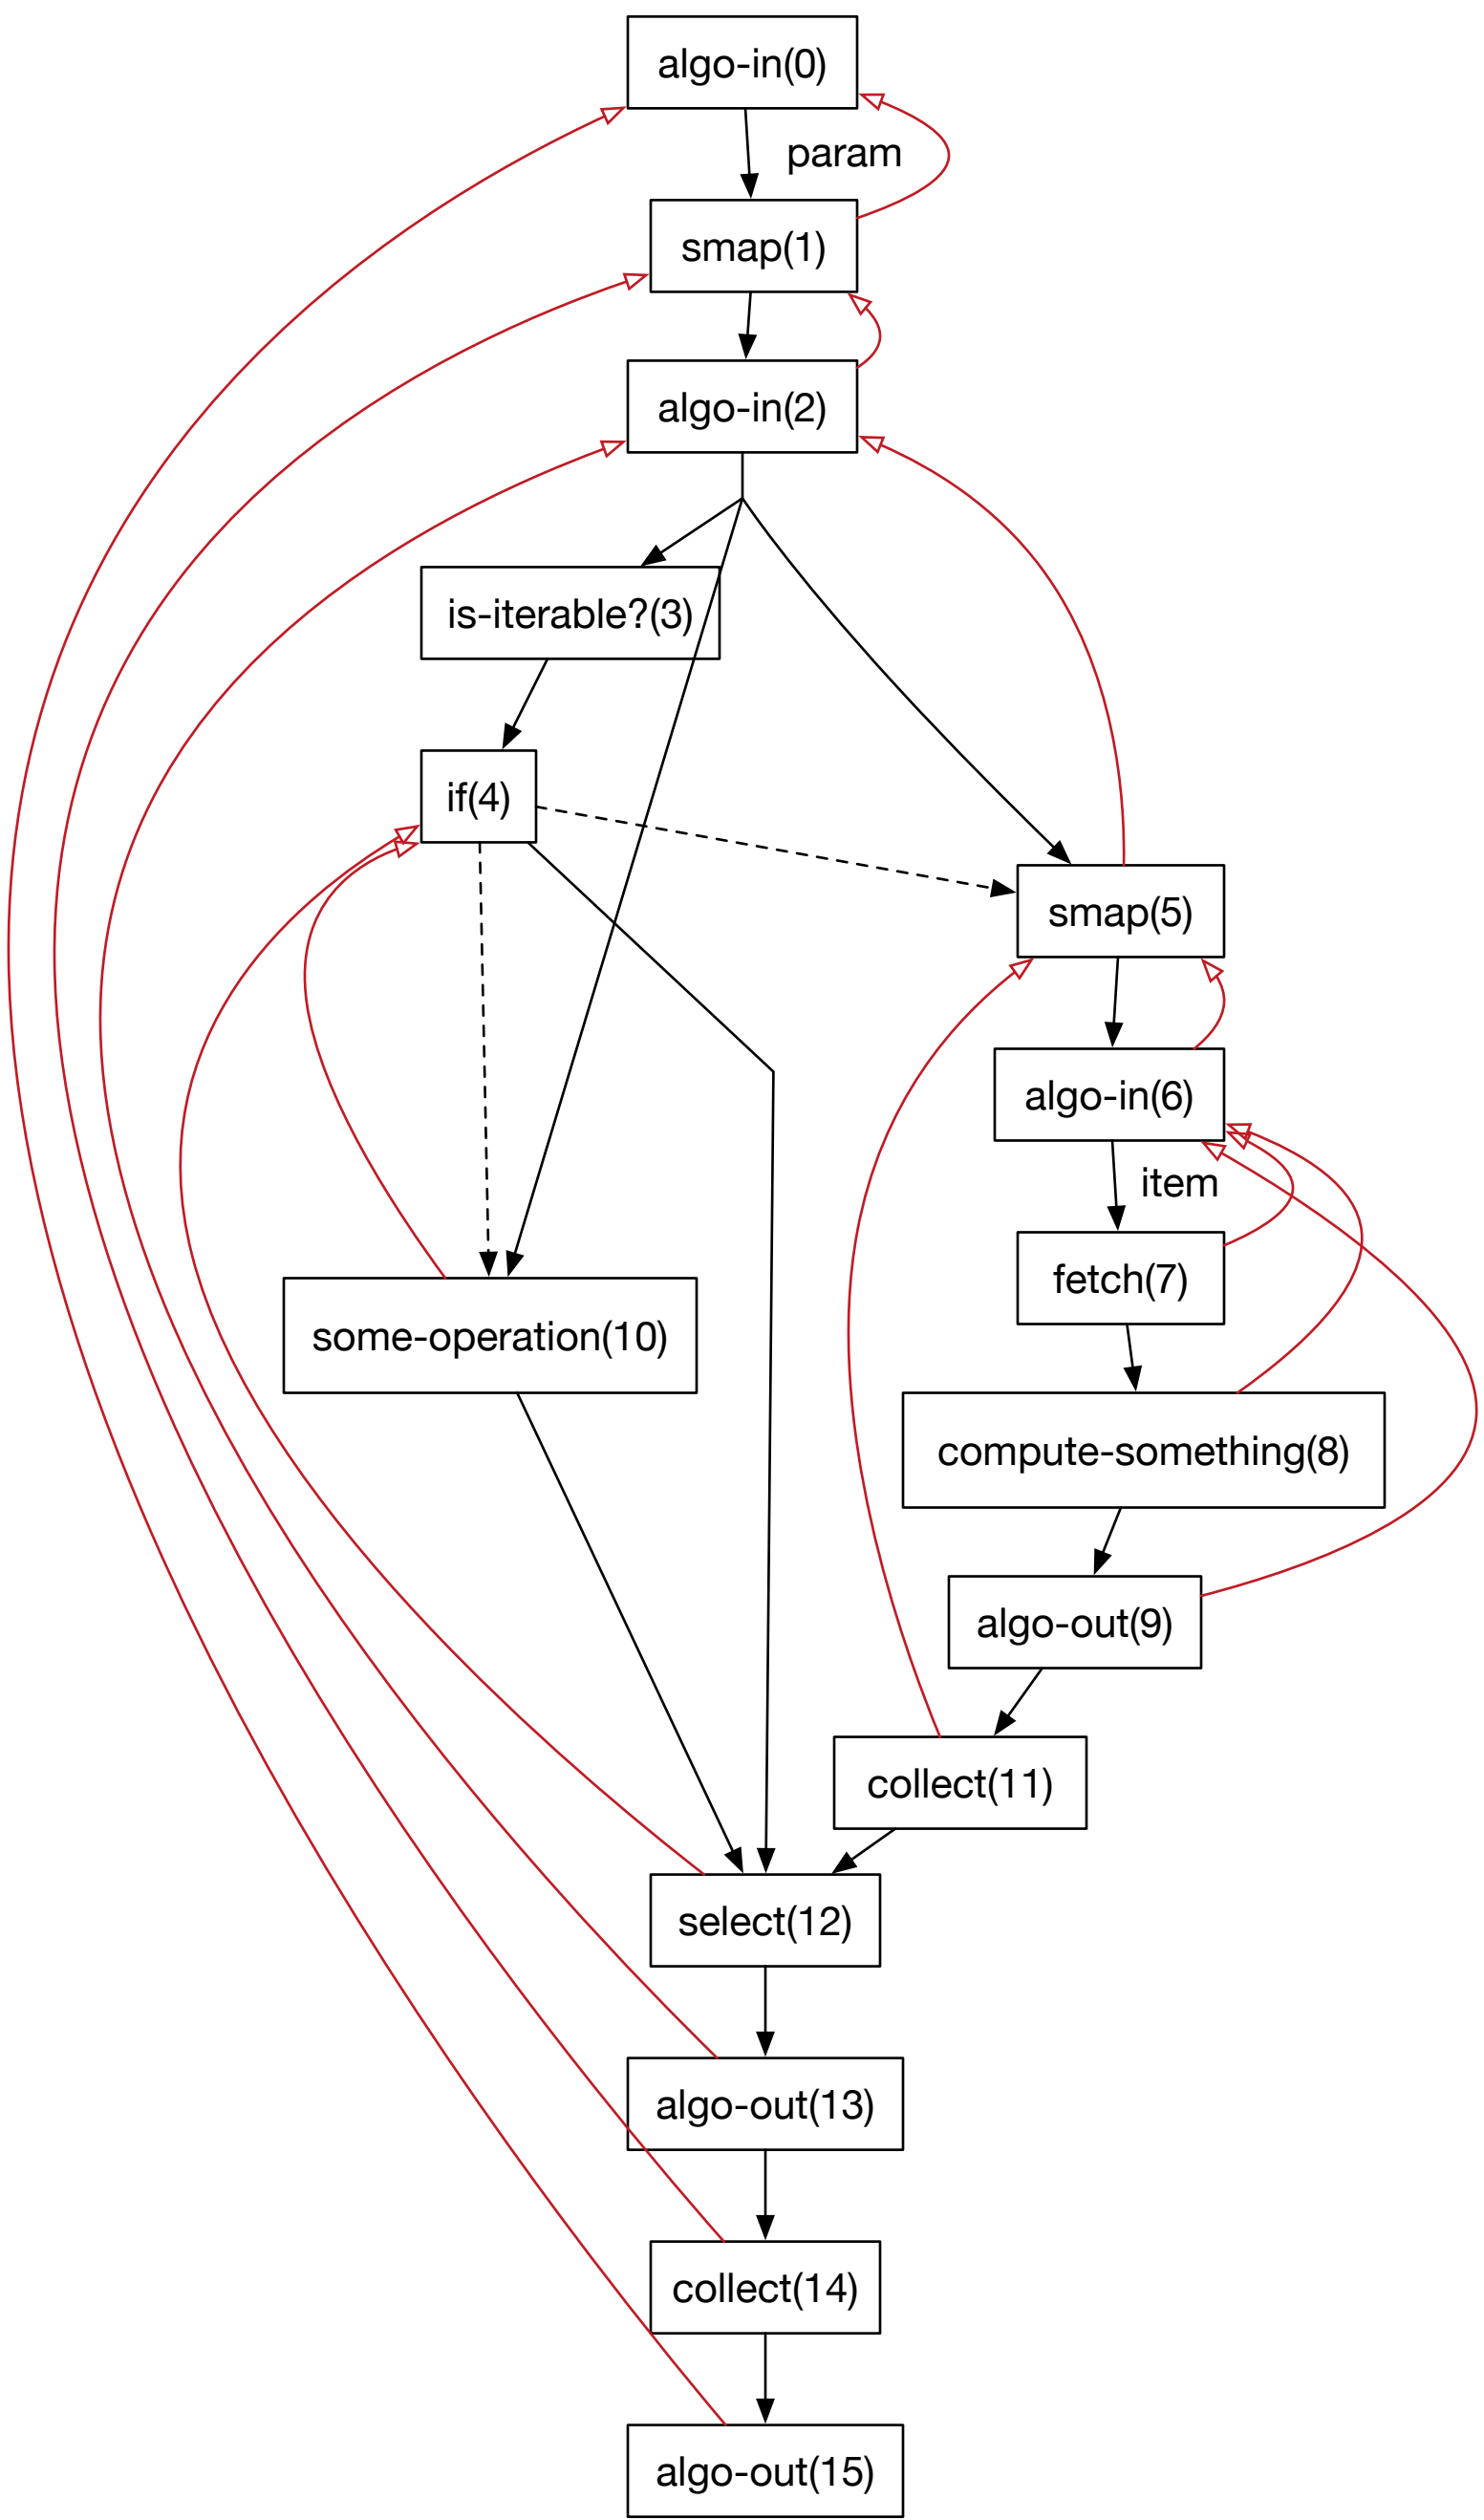 algo-in(0)
param
smap(1)
algo-in(2)
is-iterable?(3)
if(4)
smap(5)
algo-in(6)
item
fetch(7)
some-operation(10)
compute-something(8)
algo-out(9)
collect(11)
select(12)
algo-out(13)
collect(14)
algo-out(15)